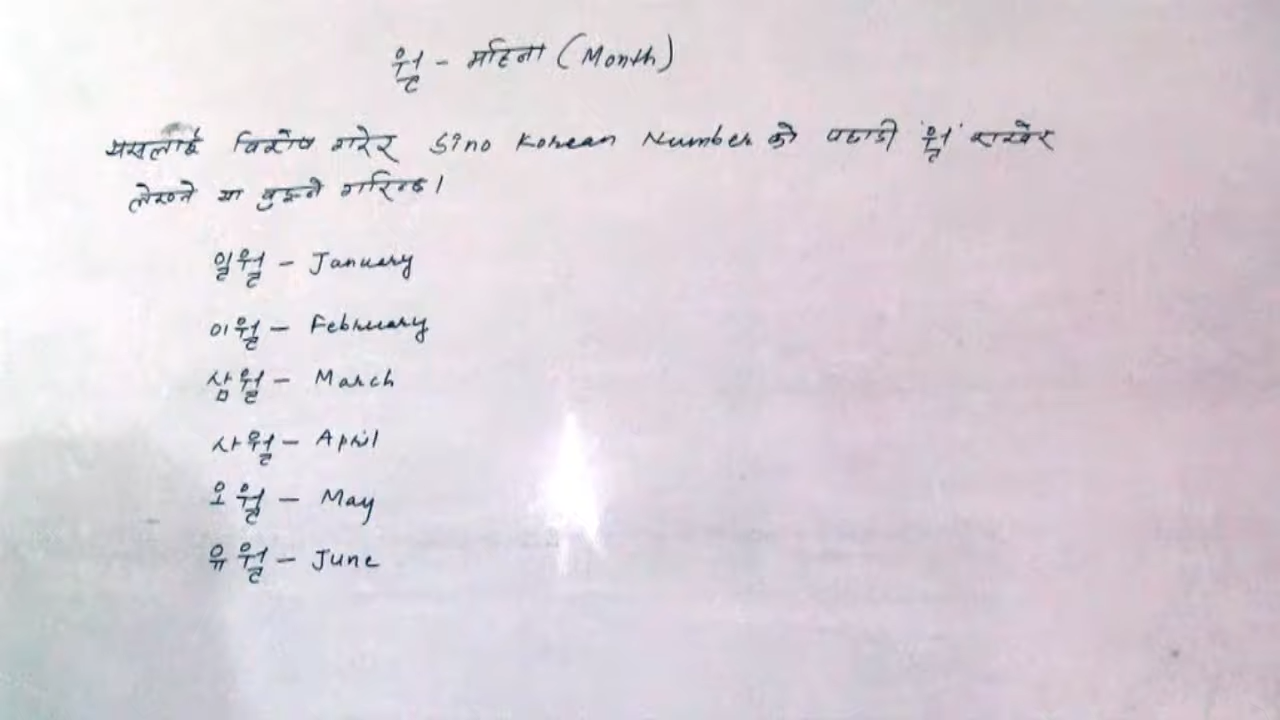 월 - महिना (Month)
यसलाई विशेष गरेर Sino Korean Number को पछाडी '월' राखेर
लेख्ने या बुझ्ने गरिन्छ।
일월 - January
이월 - February
삼월 - March
사월 - April
오월 - May
유월 - June